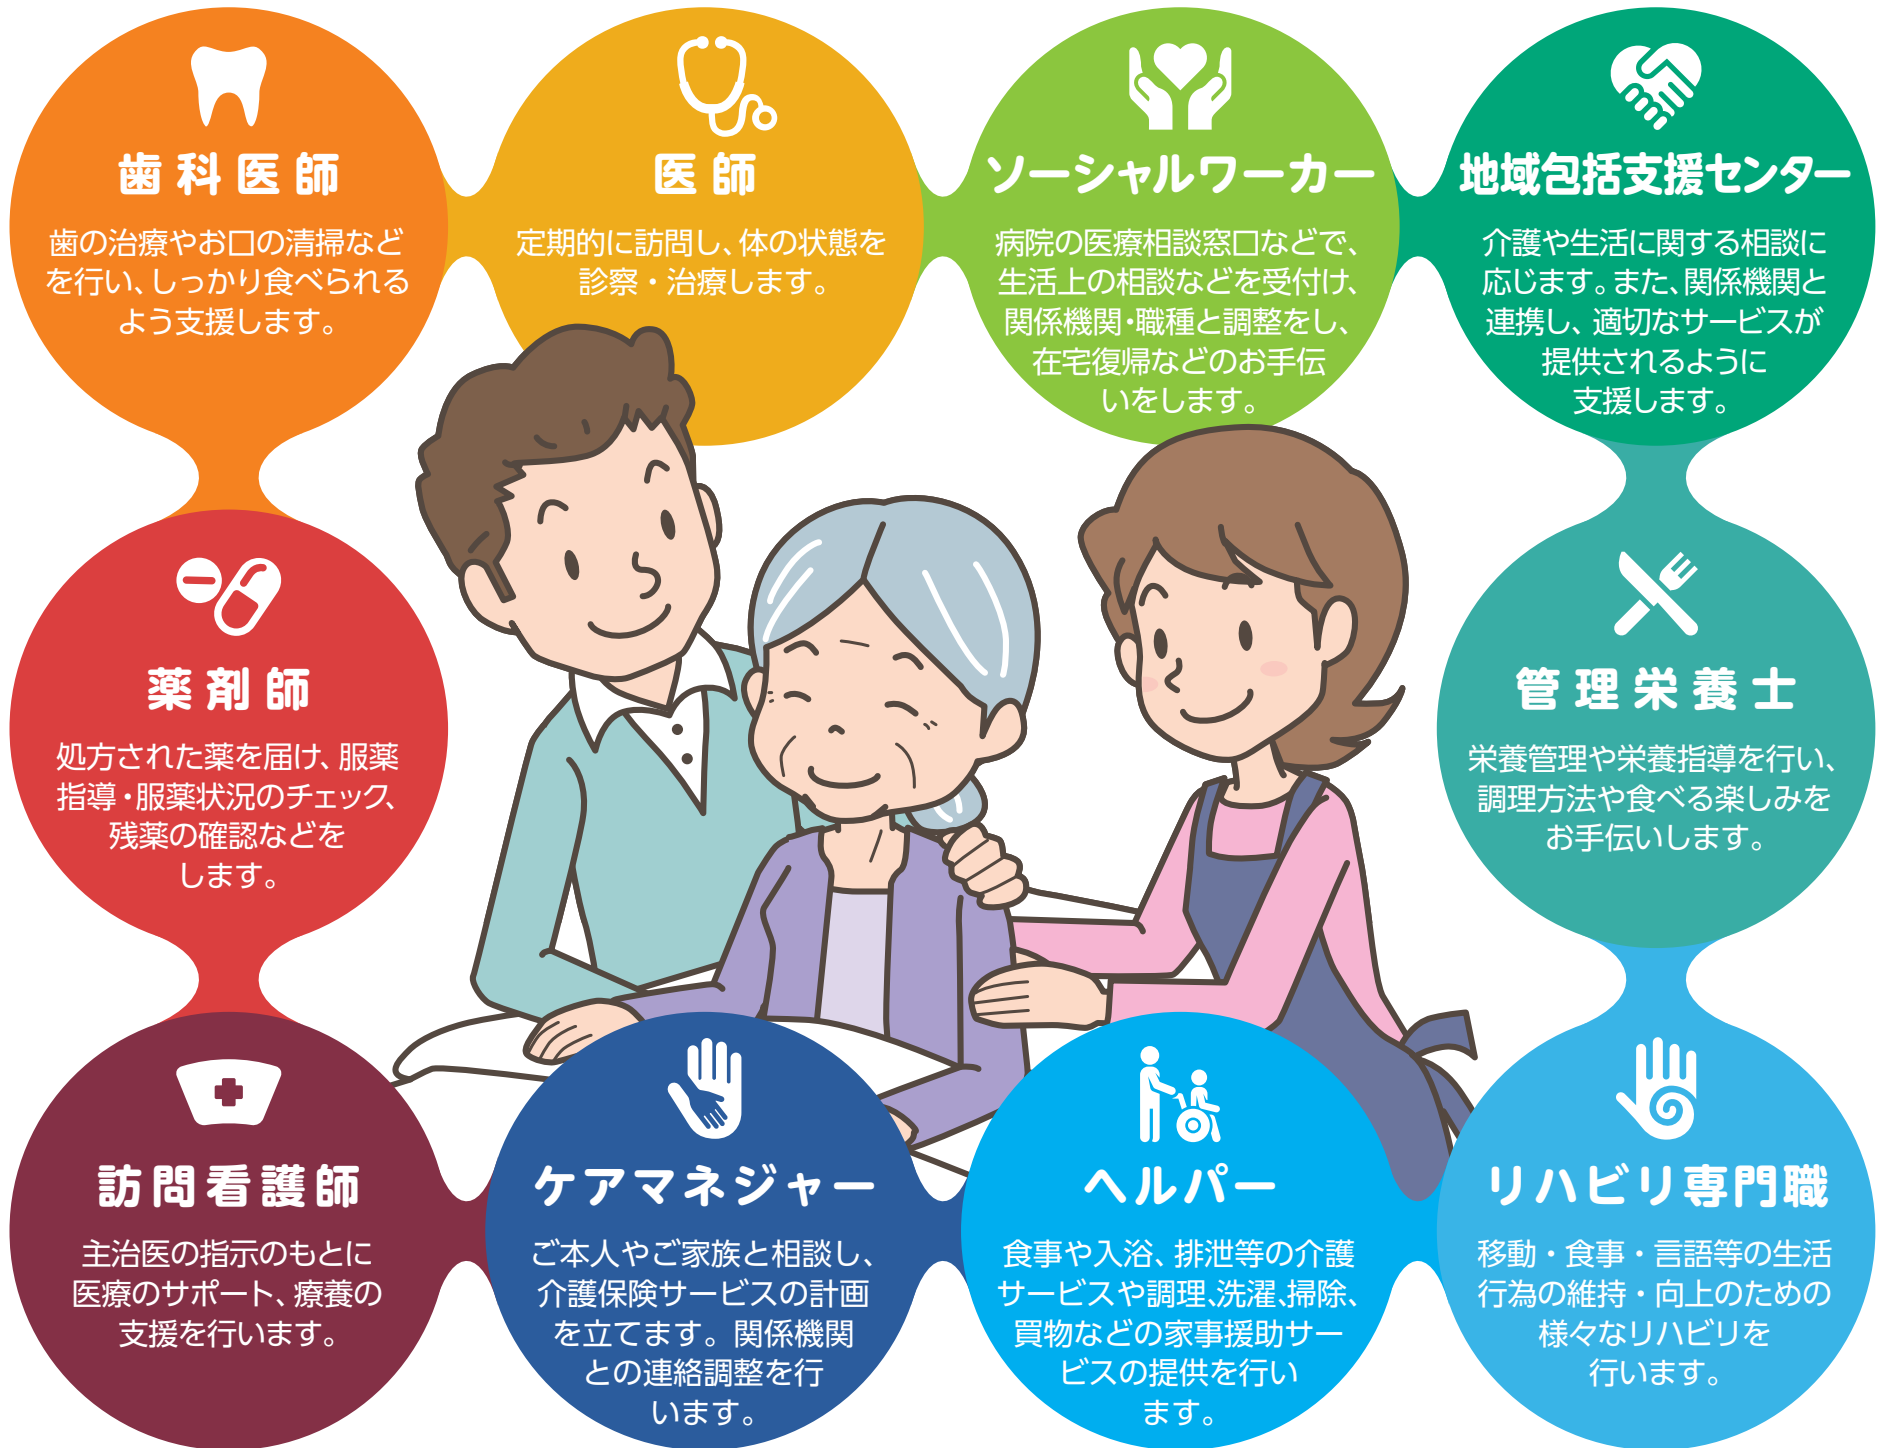 歯科医師
歯の治療やお口の清掃など
を行い、しっかり食べられる
よう支援します。
医師
定期的に訪問し、体の状態を
診察・治療します。
ソーシャルワーカー
病院の医療相談窓口などで、
生活上の相談などを受付け、
関係機関・職種と調整をし、
在宅復帰などのお手伝
いをします。
地域包括支援センター
介護や生活に関する相談に
応じます。また、関係機関と
連携し、適切なサービスが
提供されるように
支援します。
薬剤師
処方された薬を届け、服薬
指導・服薬状況のチェック、
残薬の確認などを
します。
管理栄養士
栄養管理や栄養指導を行い、
調理方法や食べる楽しみを
お手伝いします。
訪問看護師
主治医の指示のもとに
医療のサポート、療養の
支援を行います。
ケアマネジャー
ご本人やご家族と相談し、
介護保険サービスの計画
を立てます。関係機関
との連絡調整を行
います。
ヘルパー
食事や入浴、排泄等の介護
サービスや調理、洗濯、掃除、
買物などの家事援助サー
ビスの提供を行い
ます。
リハビリ専門職
移動・食事・言語等の生活
行為の維持・向上のための
様々なリハビリを
行います。